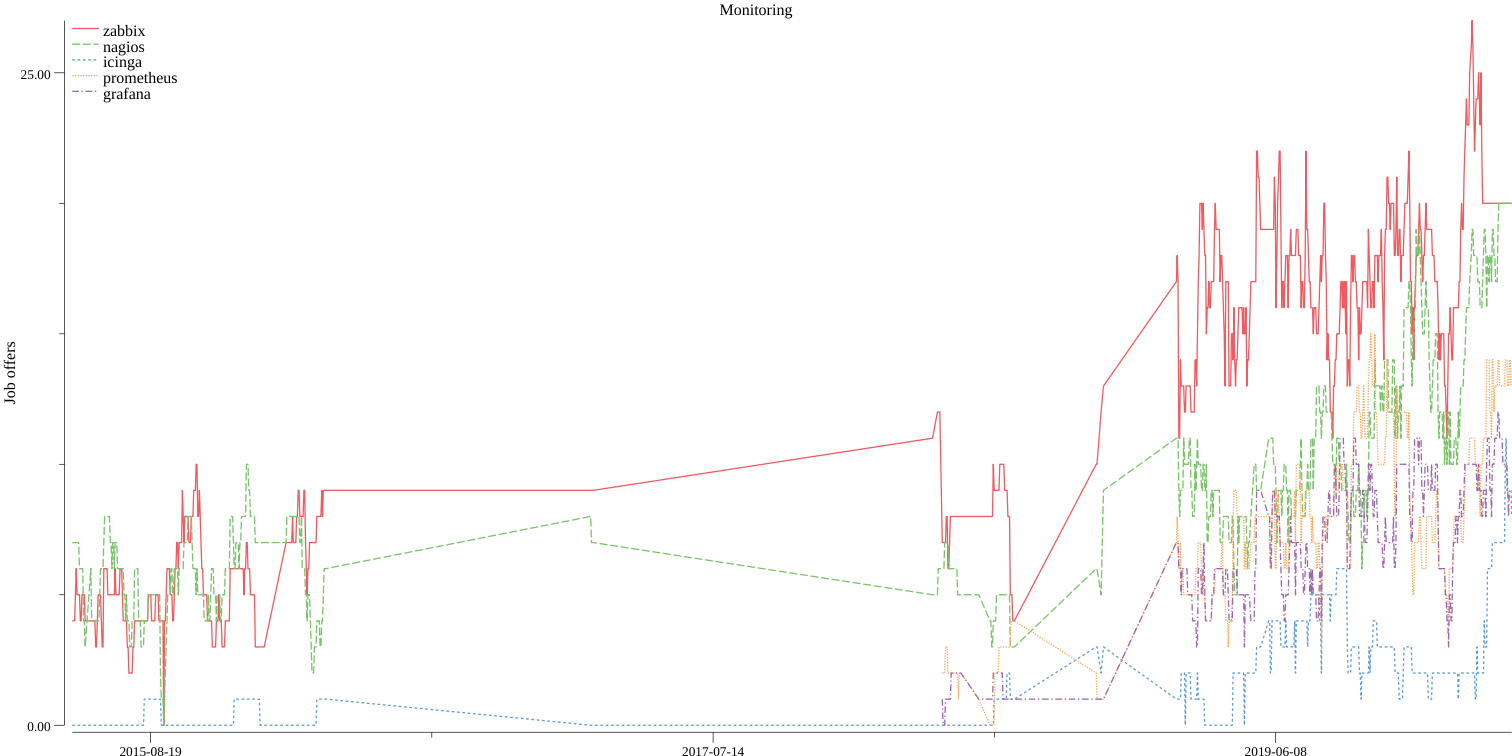 Monitoring
zabbix
nagios
icinga
prometheus
grafana
25.00
Job offers
0.00
2015-08-19
2017-07-14
2019-06-08